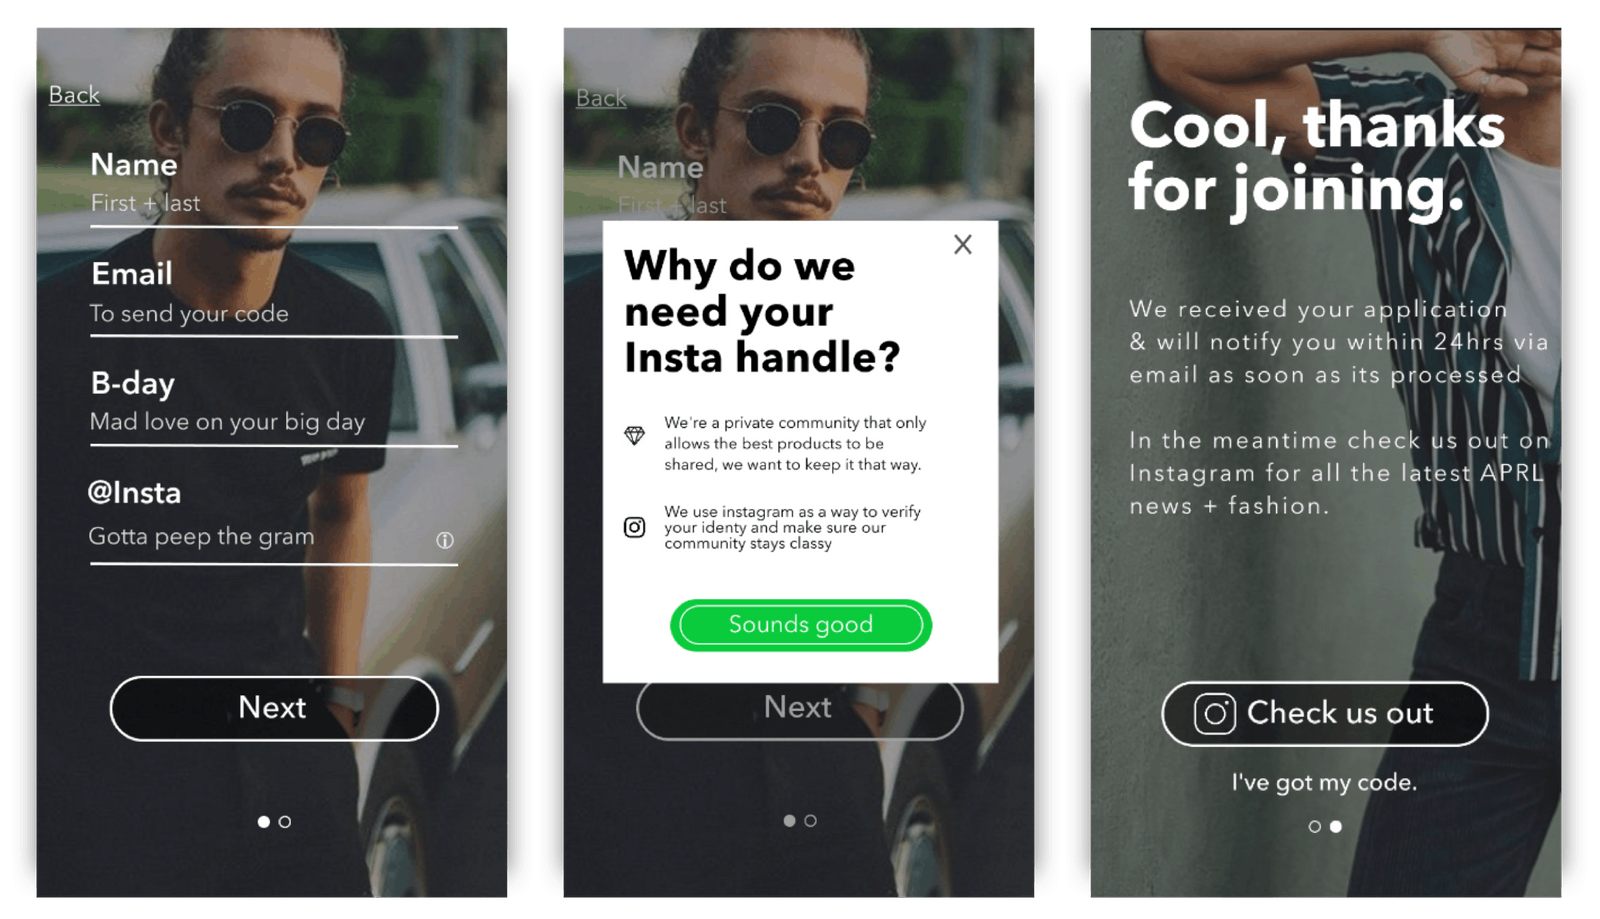 Back
Name
First + last
Email
To send your code
B-day
Mad love on your big day
@Insta
Gotta peep the gram
Next
Back
Name
First + last
Why do we
need your
Insta handle?
We're a private community that only
allows the best products to be
shared, we want to keep it that way.
We use instagram as a way to verify
your identy and make sure our
community stays classy
Sounds good
Next
Cool, thanks
for joining.
We received your application
& will notify you within 24hrs via
email as soon as its processed
In the meantime check us out on
Instagram for all the latest APRL
news + fashion.
Check us out
I've got my code.